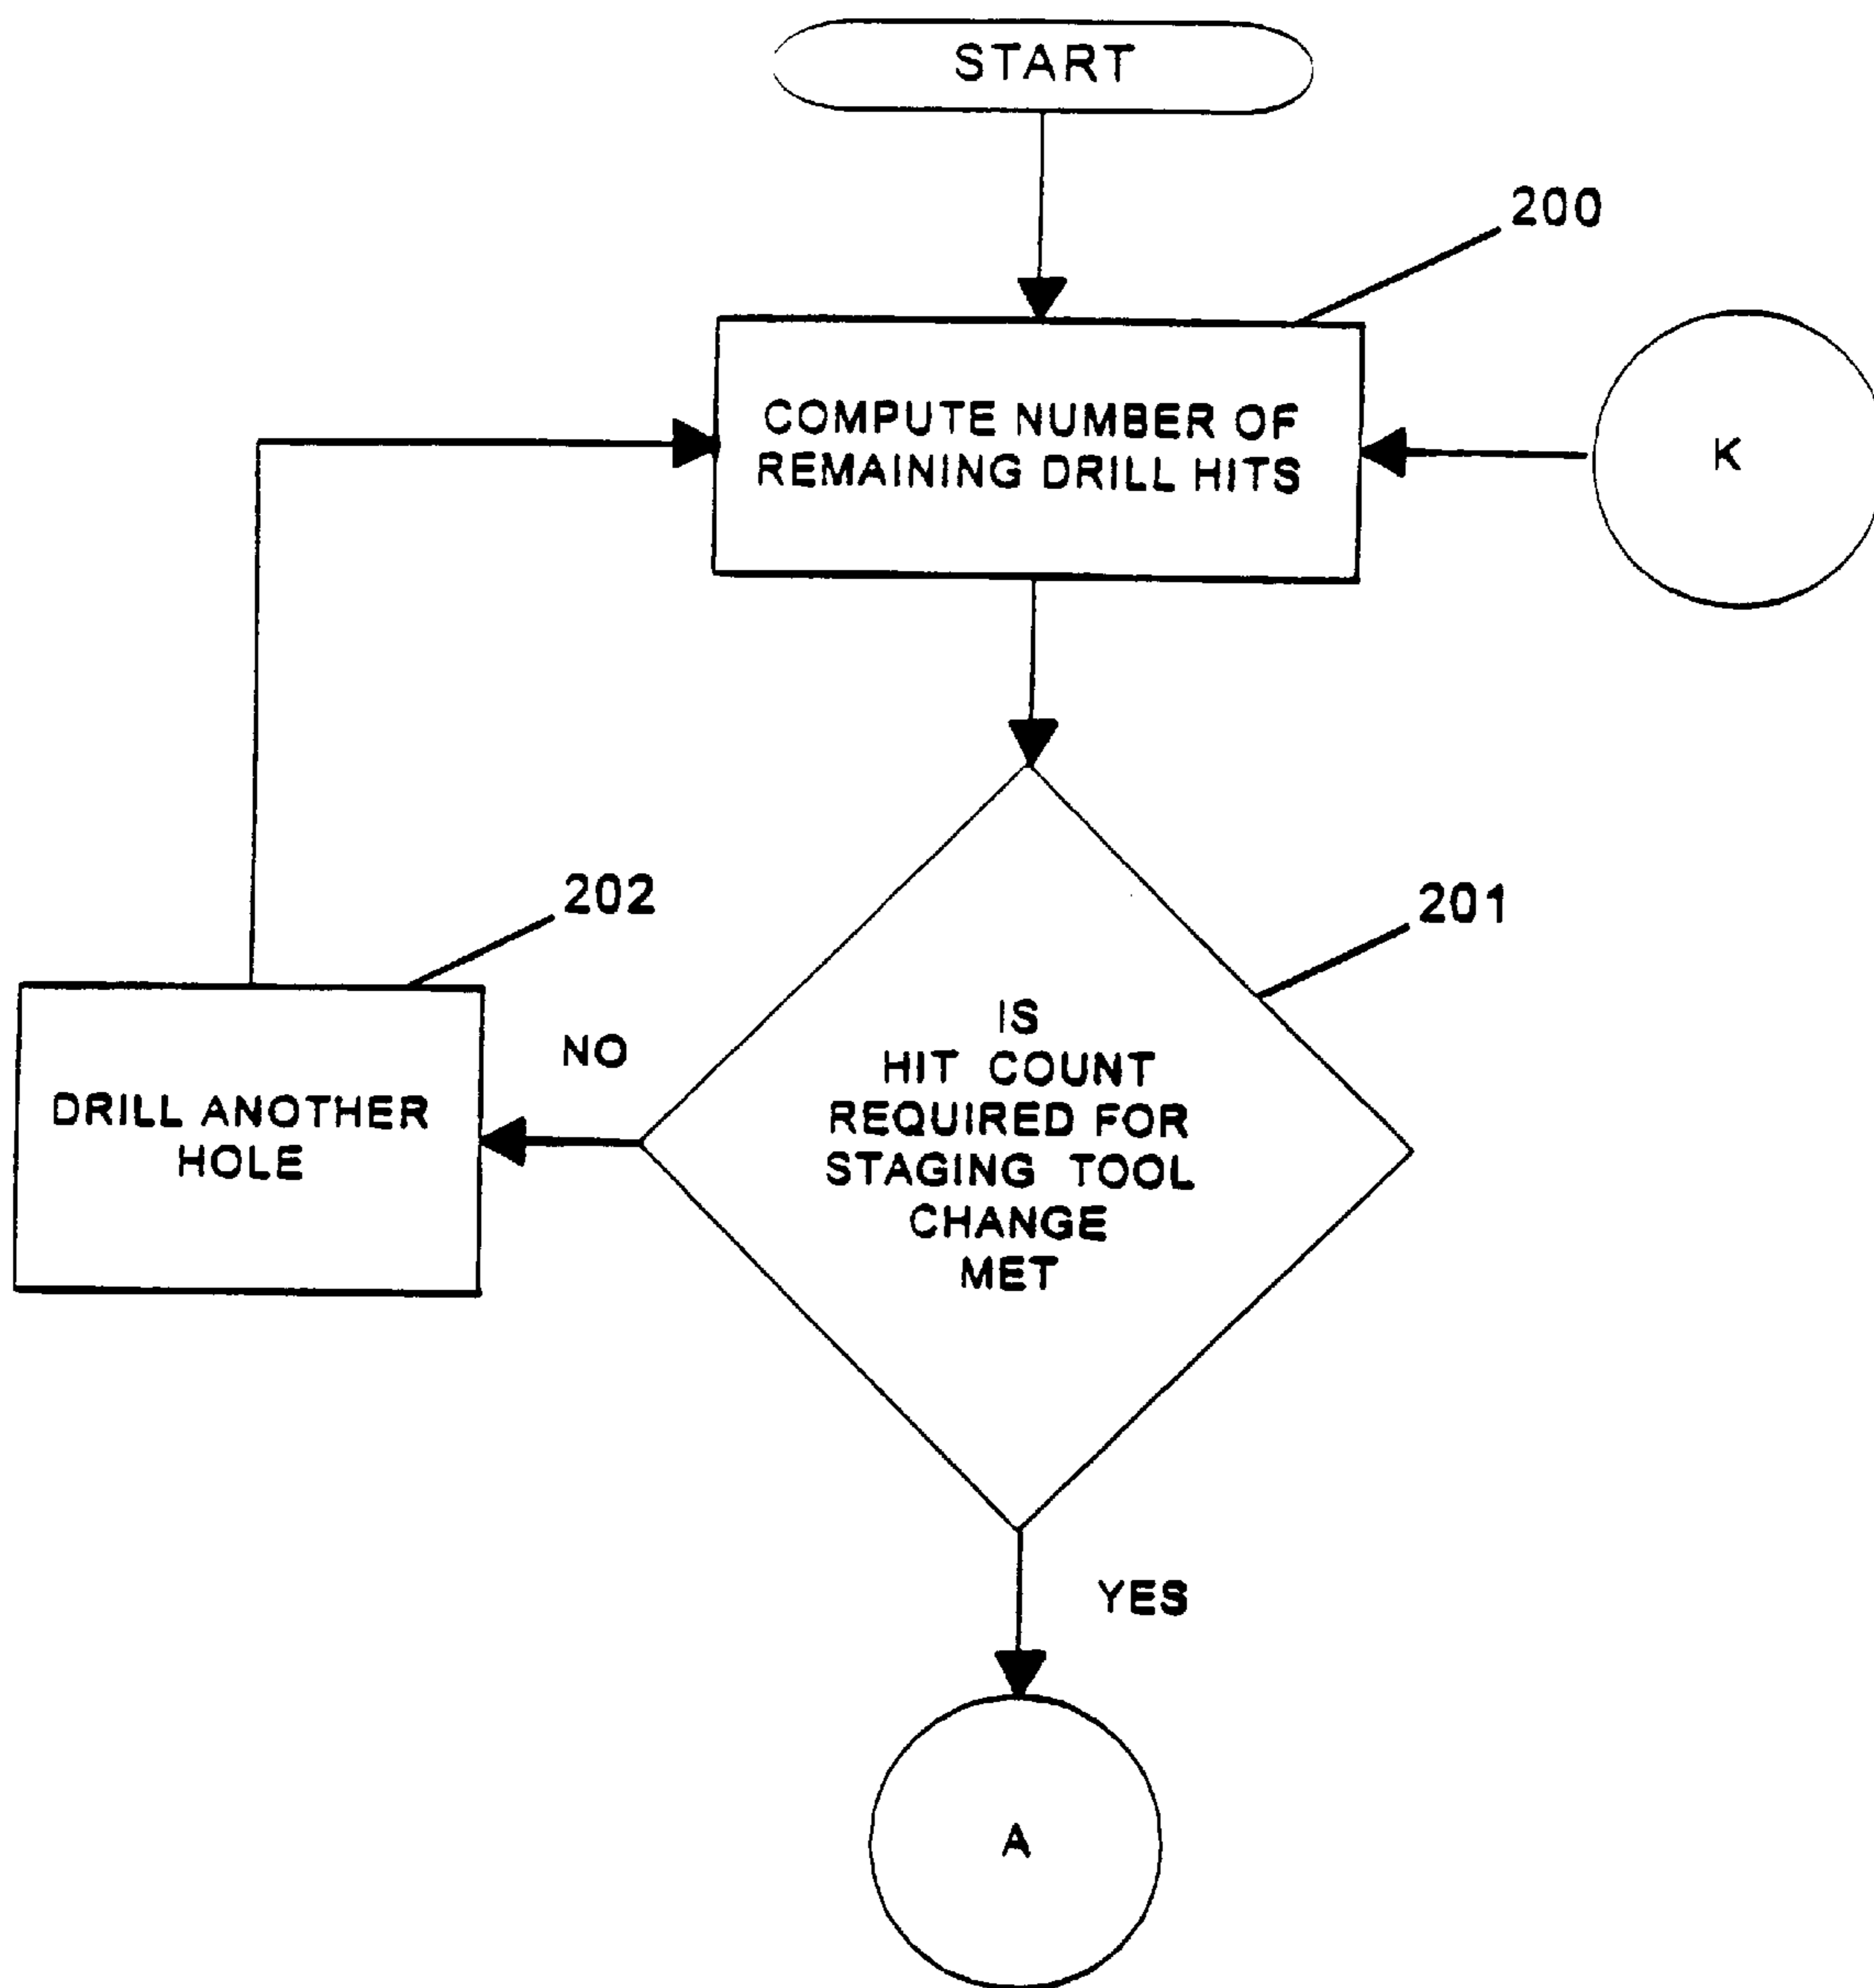 START
200
COMPUTE NUMBER OF
REMAINING DRILL HITS
K
202
201
IS
HIT COUNT
REQUIRED FOR
STAGING TOOL
CHANGE
MET
NO
DRILL ANOTHER
HOLE
YES
A